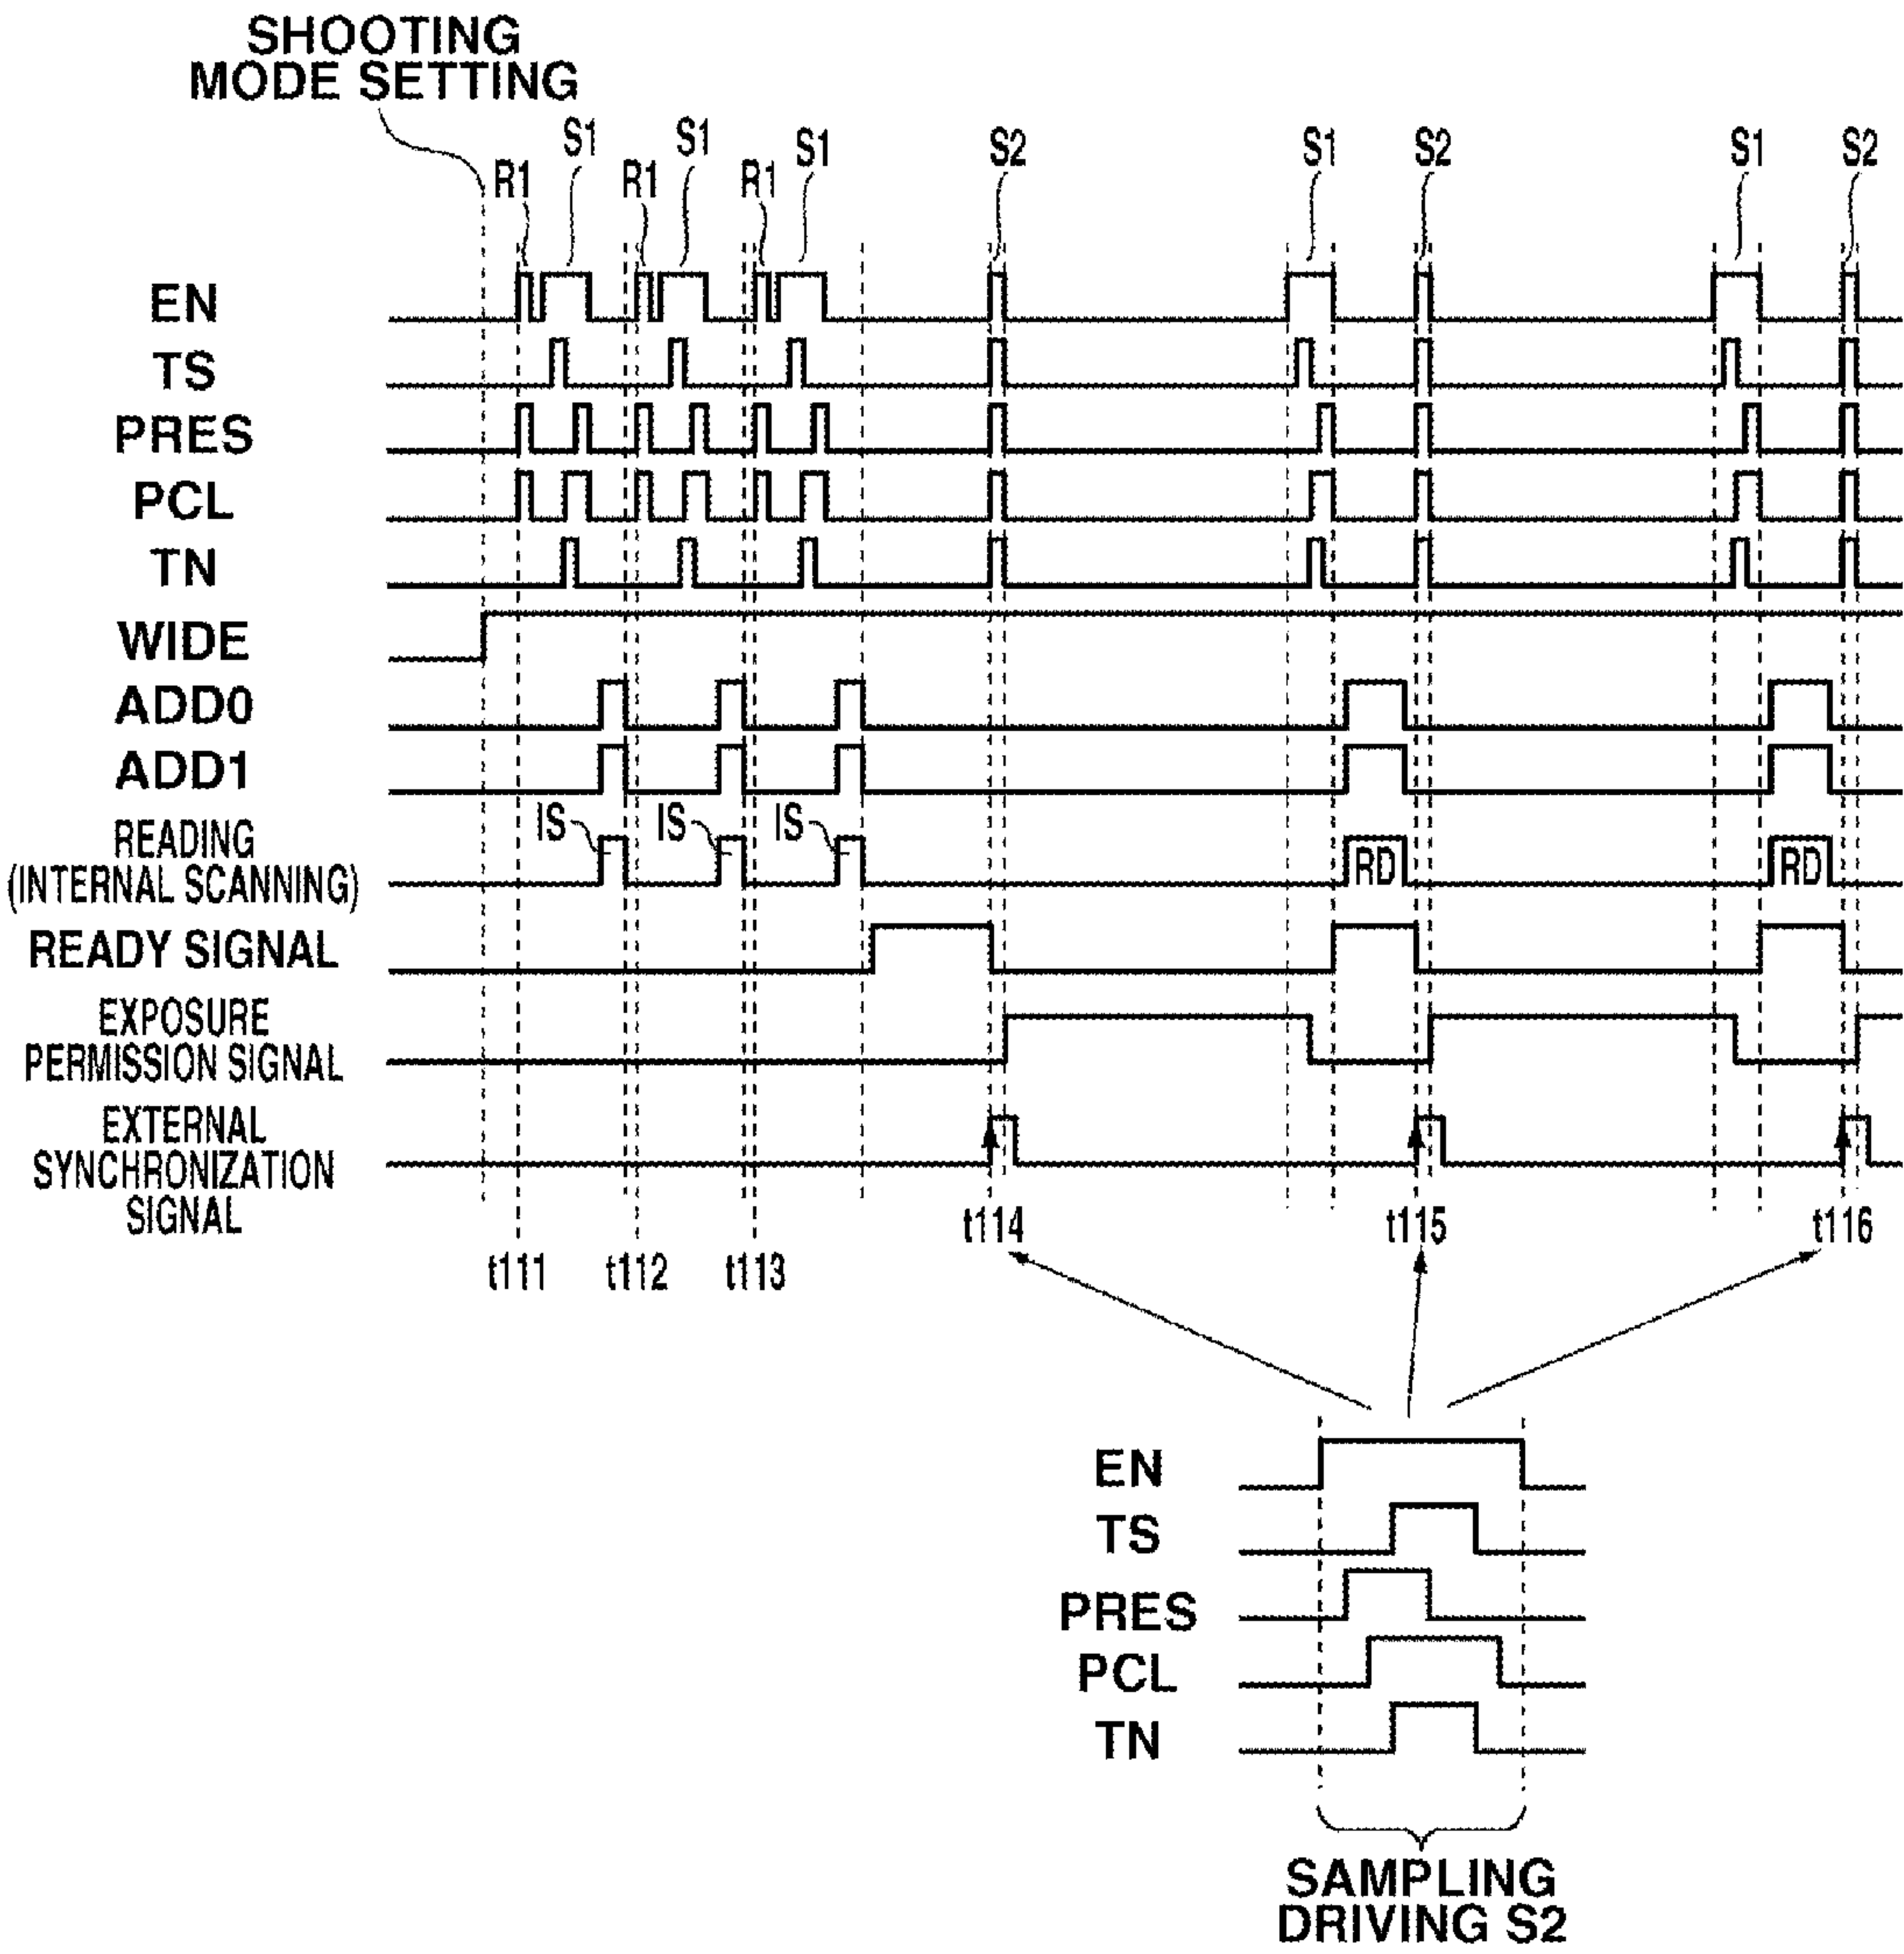 SHOOTING
MODE SETTING
R1 S1 R1 S1 R1 S1 S2 S1 S2 S1 S2
EN
TS
PRES
PCL
TN
WIDE
ADD0
ADD1
READING
(INTERNAL SCANNING)
IS IS IS RD RD
READY SIGNAL
EXPOSURE
PERMISSION SIGNAL
EXTERNAL
SYNCHRONIZATION
SIGNAL
t111 t112 t113 t114 t115 t116
EN
TS
PRES
PCL
TN
SAMPLING
DRIVING S2